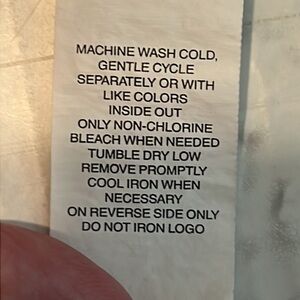 MACHINE WASH COLD,
GENTLE CYCLE
SEPARATELY OR WITH
LIKE COLORS
INSIDE OUT
ONLY NON-CHLORINE
BLEACH WHEN NEEDED
TUMBLE DRY LOW
REMOVE PROMPTLY
COOL IRON WHEN
NECESSARY
ON REVERSE SIDE ONLY
DO NOT IRON LOGO